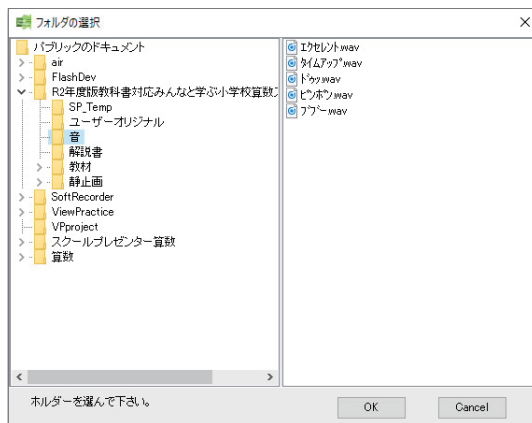 フォルダの選択
パブリックのドキュメント
air
FlashDev
R2年度版教科書対応みんなと学ぶ小学校算数
SP_Temp
ユーザーオリジナル
音
解説書
教材
静止画
SoftRecorder
ViewPractice
VPproject
スクールプレゼンター算数
算数
ｴｸｾﾚﾝﾄ.wav
ﾀｲﾑｱｯﾌﾟ.wav
ﾄﾞｩｩ.wav
ﾋﾟﾝﾎﾟﾝ.wav
ﾌﾞﾌﾞｰ.wav
ホルダーを選んで下さい。
OK
Cancel